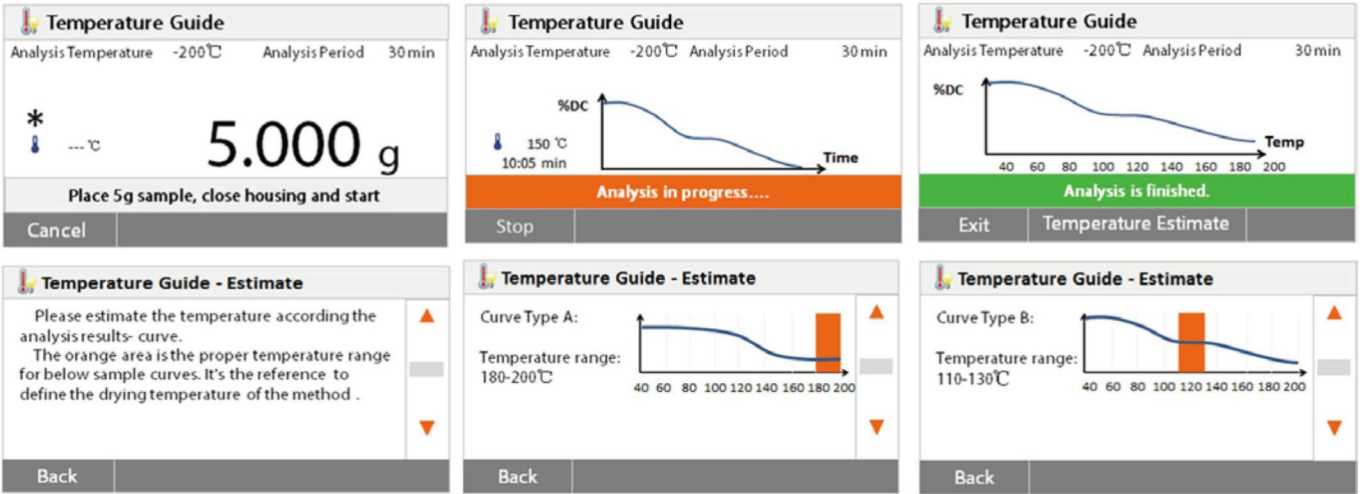 Temperature Guide
Analysis Temperature -200℃ Analysis Period 30 min
*
--- ℃
5.000 g
Place 5g sample, close housing and start
Cancel
Temperature Guide
Analysis Temperature -200℃ Analysis Period 30 min
%DC
150 ℃
10:05 min
Time
Analysis in progress....
Stop
Temperature Guide
Analysis Temperature -200℃ Analysis Period 30 min
%DC
Temp
40 60 80 100 120 140 160 180 200
Analysis is finished.
Exit Temperature Estimate
Temperature Guide - Estimate
Please estimate the temperature according the
analysis results- curve.
The orange area is the proper temperature range
for below sample curves. It's the reference to
define the drying temperature of the method .
Back
Temperature Guide - Estimate
Curve Type A:
Temperature range:
180-200℃
40 60 80 100 120 140 160 180 200
Back
Temperature Guide - Estimate
Curve Type B:
Temperature range:
110-130℃
40 60 80 100 120 140 160 180 200
Back